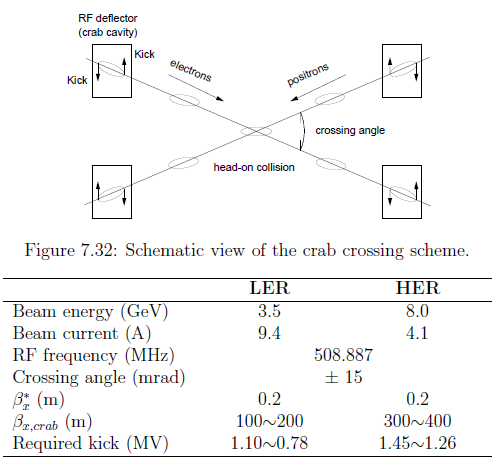 RF deflector
(crab cavity)
Kick
Kick
electrons
positrons
crossing angle
head-on collision
Figure 7.32: Schematic view of the crab crossing scheme.
LER HER
Beam energy (GeV) 3.5 8.0
Beam current (A) 9.4 4.1
RF frequency (MHz) 508.887
Crossing angle (mrad) ± 15
β*x (m) 0.2 0.2
βx,crab (m) 100~200 300~400
Required kick (MV) 1.10~0.78 1.45~1.26